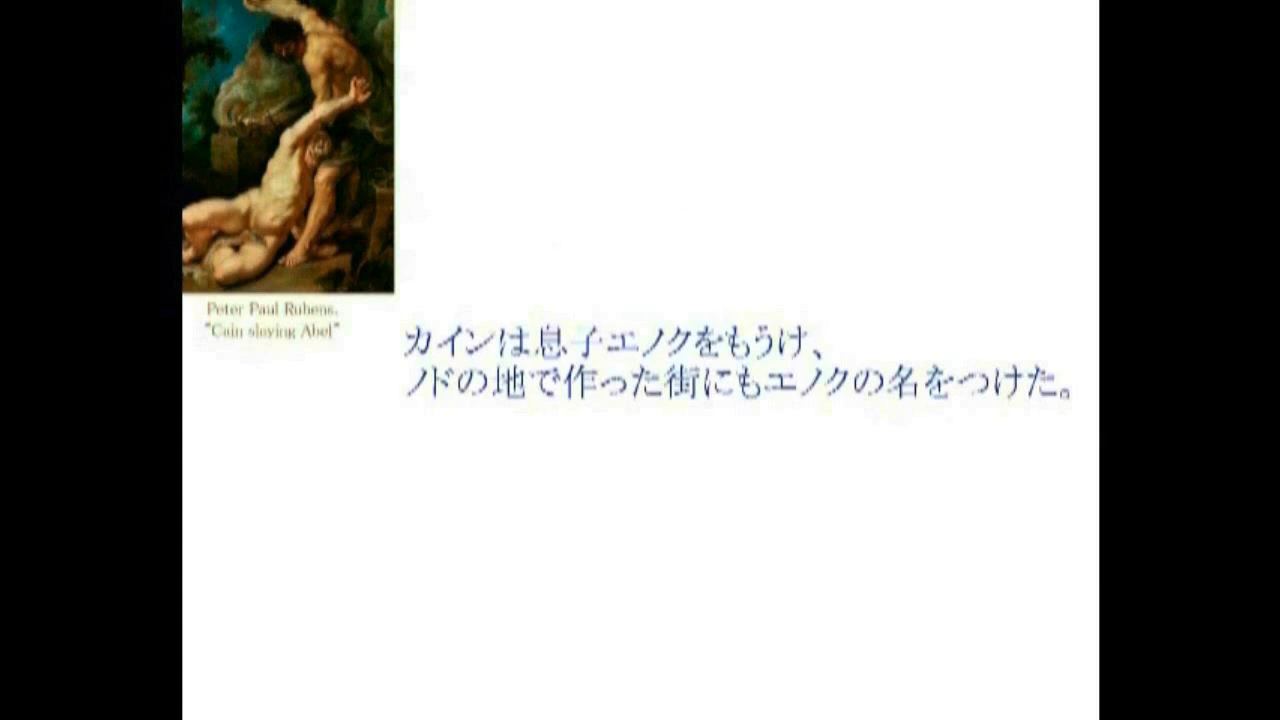 Peter Paul Rubens.
"Cain slaying Abel"
カインは息子エノクをもうけ、
ノドの地で作った街にもエノクの名をつけた。